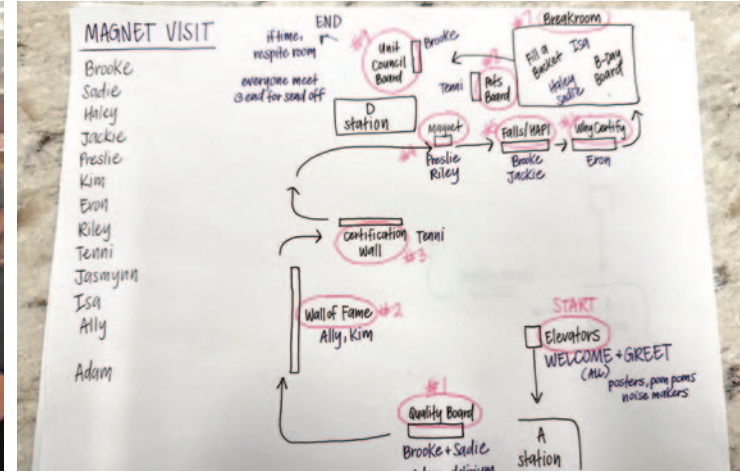 MAGNET VISIT
Brooke
Sadie
Haley
Jackie
Preslie
Kim
Eron
Riley
Tenni
Jasmynn
Isa
Ally
Adam
END
if time,
respite room
everyone meet
@ end for send off
#9
Unit
Council
Board
Brooke
Tenni
#8
Pets
Board
#7
Breakroom
Fill a
Bucket
Isa
Haley
Sadie
B-Day
Board
D
station
Magnet
#4
Preslie
Riley
Falls/HAPI
Brooke
Jackie
Why Certify
Eron
Certification
Wall
Tenni
#3
Wall of Fame
#2
Ally, Kim
START
Elevators
WELCOME + GREET
(ALL)
posters, pom poms
noise makers
#1
Quality Board
Brooke + Sadie
A
station